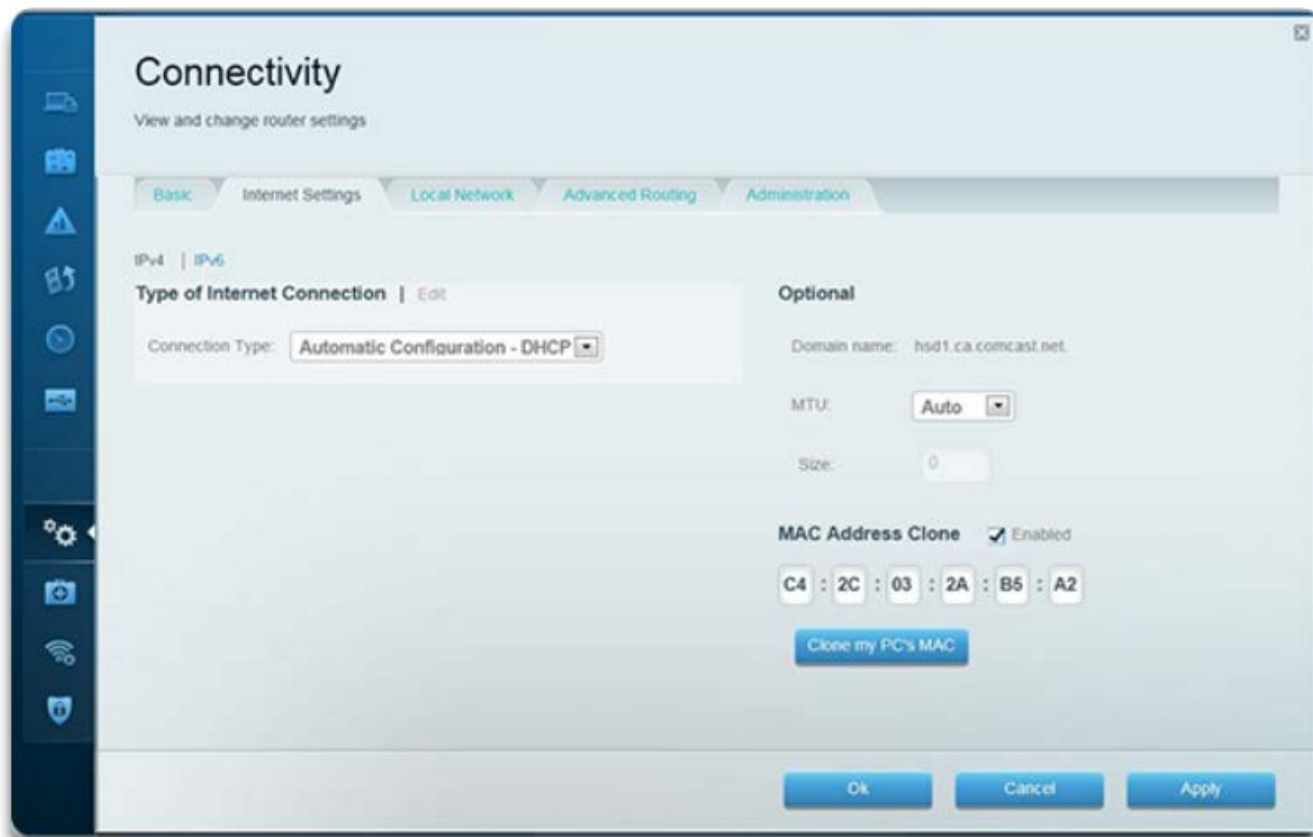 Connectivity
View and change router settings
Basic Internet Settings Local Network Advanced Routing Administration
IPv4 | IPv6
Type of Internet Connection | Edit
Connection Type: Automatic Configuration - DHCP
Optional
Domain name: hsd1.ca.comcast.net.
MTU: Auto
Size: 0
MAC Address Clone Enabled
C4 : 2C : 03 : 2A : B5 : A2
Clone my PC's MAC
Ok Cancel Apply